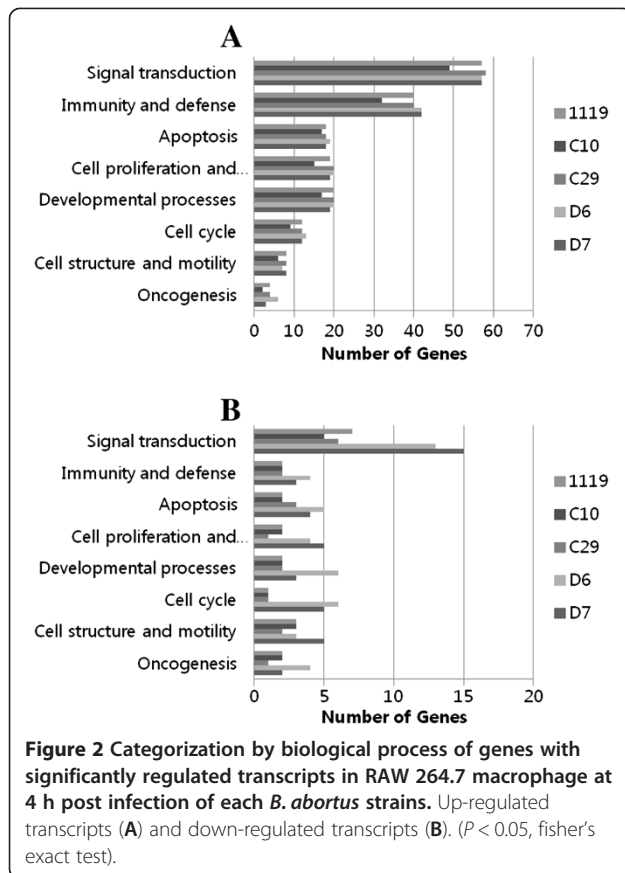 A
Signal transduction
Immunity and defense
Apoptosis
Cell proliferation and...
Developmental processes
Cell cycle
Cell structure and motility
Oncogenesis
0 10 20 30 40 50 60 70
Number of Genes
1119
C10
C29
D6
D7
B
Signal transduction
Immunity and defense
Apoptosis
Cell proliferation and...
Developmental processes
Cell cycle
Cell structure and motility
Oncogenesis
0 5 10 15 20
Number of Genes
1119
C10
C29
D6
D7
Figure 2 Categorization by biological process of genes with
significantly regulated transcripts in RAW 264.7 macrophage at
4 h post infection of each B. abortus strains. Up-regulated
transcripts (A) and down-regulated transcripts (B). (P < 0.05, fisher's
exact test).